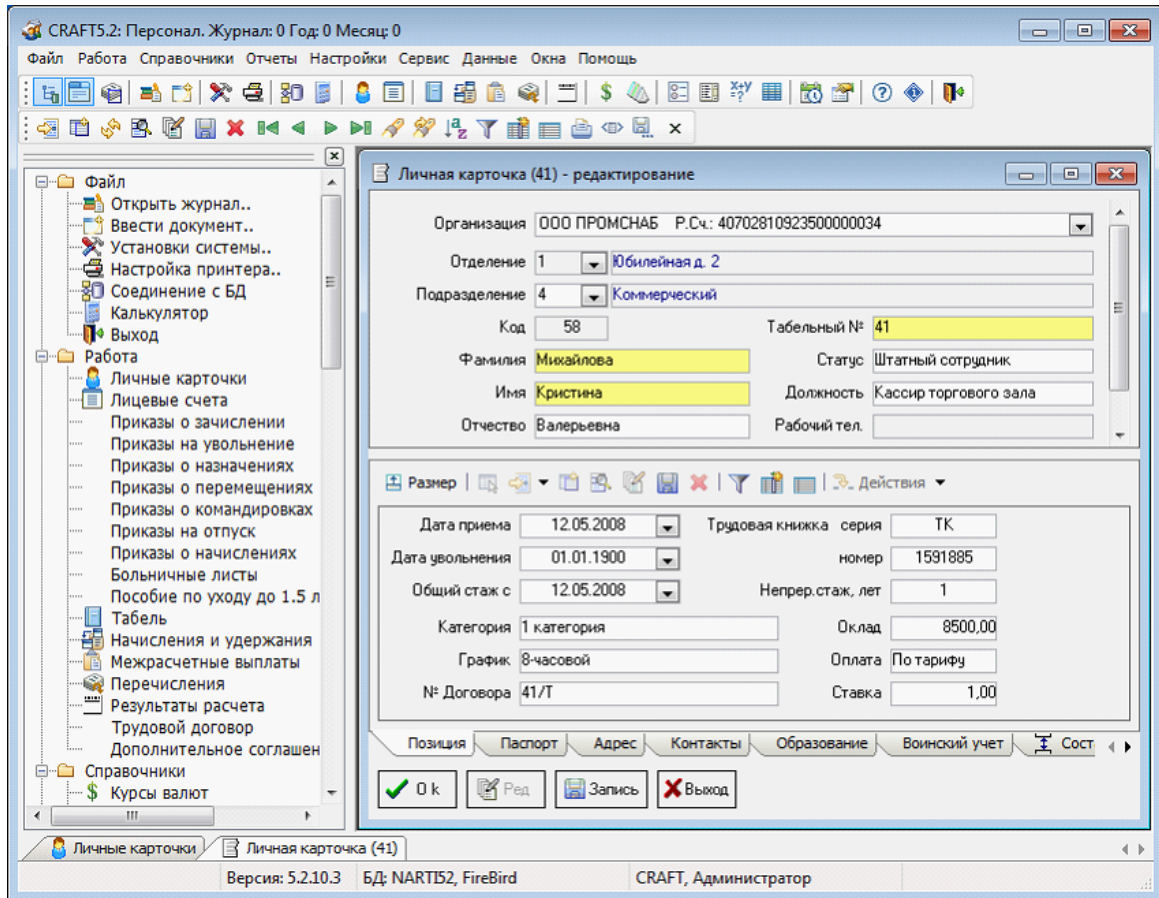 CRAFT5.2: Персонал. Журнал: 0 Год: 0 Месяц: 0
Файл Работа Справочники Отчеты Настройки Сервис Данные Окна Помощь
Файл
Открыть журнал..
Ввести документ..
Установки системы..
Настройка принтера..
Соединение с БД
Калькулятор
Выход
Работа
Личные карточки
Лицевые счета
Приказы о зачислении
Приказы на увольнение
Приказы о назначениях
Приказы о перемещениях
Приказы о командировках
Приказы на отпуск
Приказы о начислениях
Больничные листы
Пособие по уходу до 1.5 л
Табель
Начисления и удержания
Межрасчетные выплаты
Перечисления
Результаты расчета
Трудовой договор
Дополнительное соглашен
Справочники
$ Курсы валют
Личная карточка (41) - редактирование
Организация ООО ПРОМСНАБ Р.Сч.: 40702810923500000034
Отделение 1 Юбилейная д. 2
Подразделение 4 Коммерческий
Код 58 Табельный № 41
Фамилия Михайлова Статус Штатный сотрудник
Имя Кристина Должность Кассир торгового зала
Отчество Валерьевна Рабочий тел.
Размер Действия
Дата приема 12.05.2008 Трудовая книжка серия ТК
Дата увольнения 01.01.1900 номер 1591885
Общий стаж с 12.05.2008 Непрер.стаж, лет 1
Категория 1 категория Оклад 8500,00
График 8-часовой Оплата По тарифу
№ Договора 41/Т Ставка 1,00
Позиция Паспорт Адрес Контакты Образование Воинский учет Сост
Ok Ред Запись Выход
Личные карточки Личная карточка (41)
Версия: 5.2.10.3 БД: NARTI52, FireBird CRAFT, Администратор